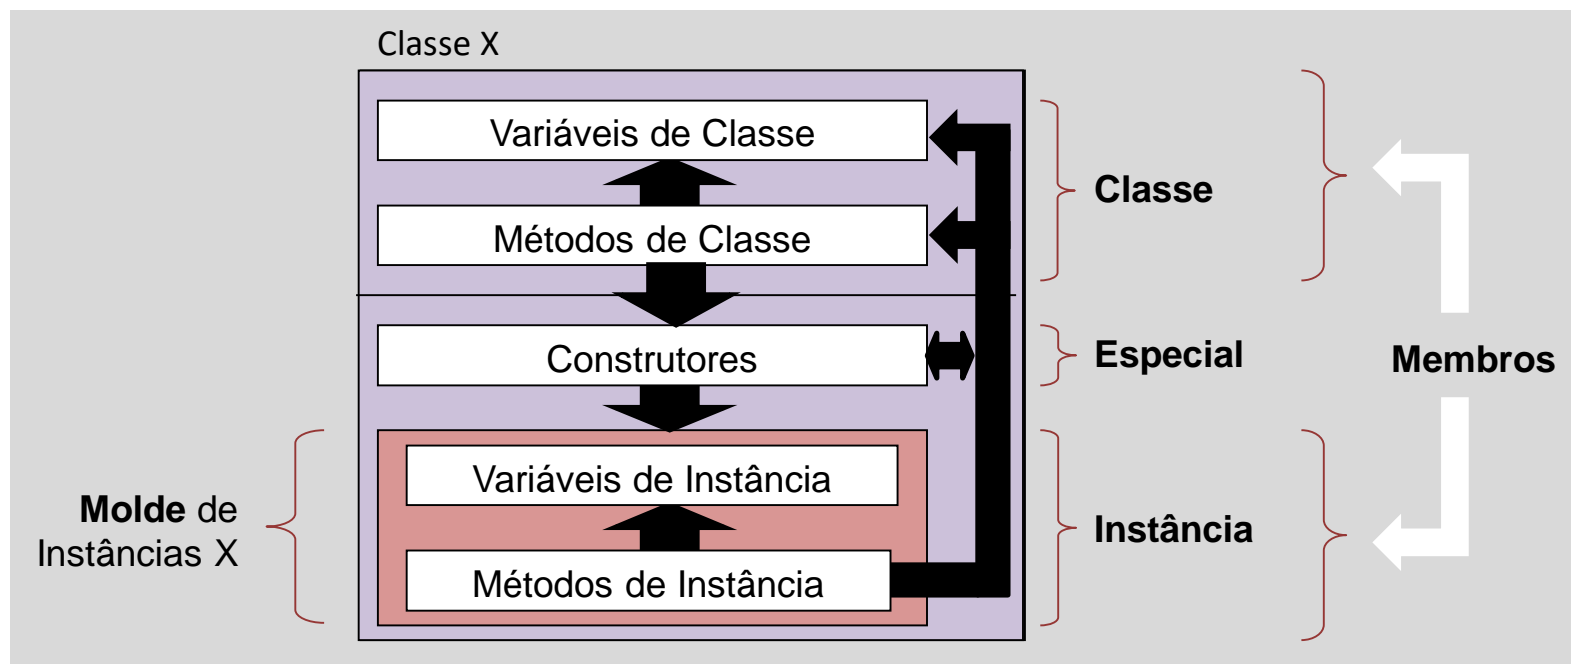 Classe X
Variáveis de Classe
Métodos de Classe
Classe
Construtores
Especial
Membros
Variáveis de Instância
Métodos de Instância
Instância
Molde de
Instâncias X